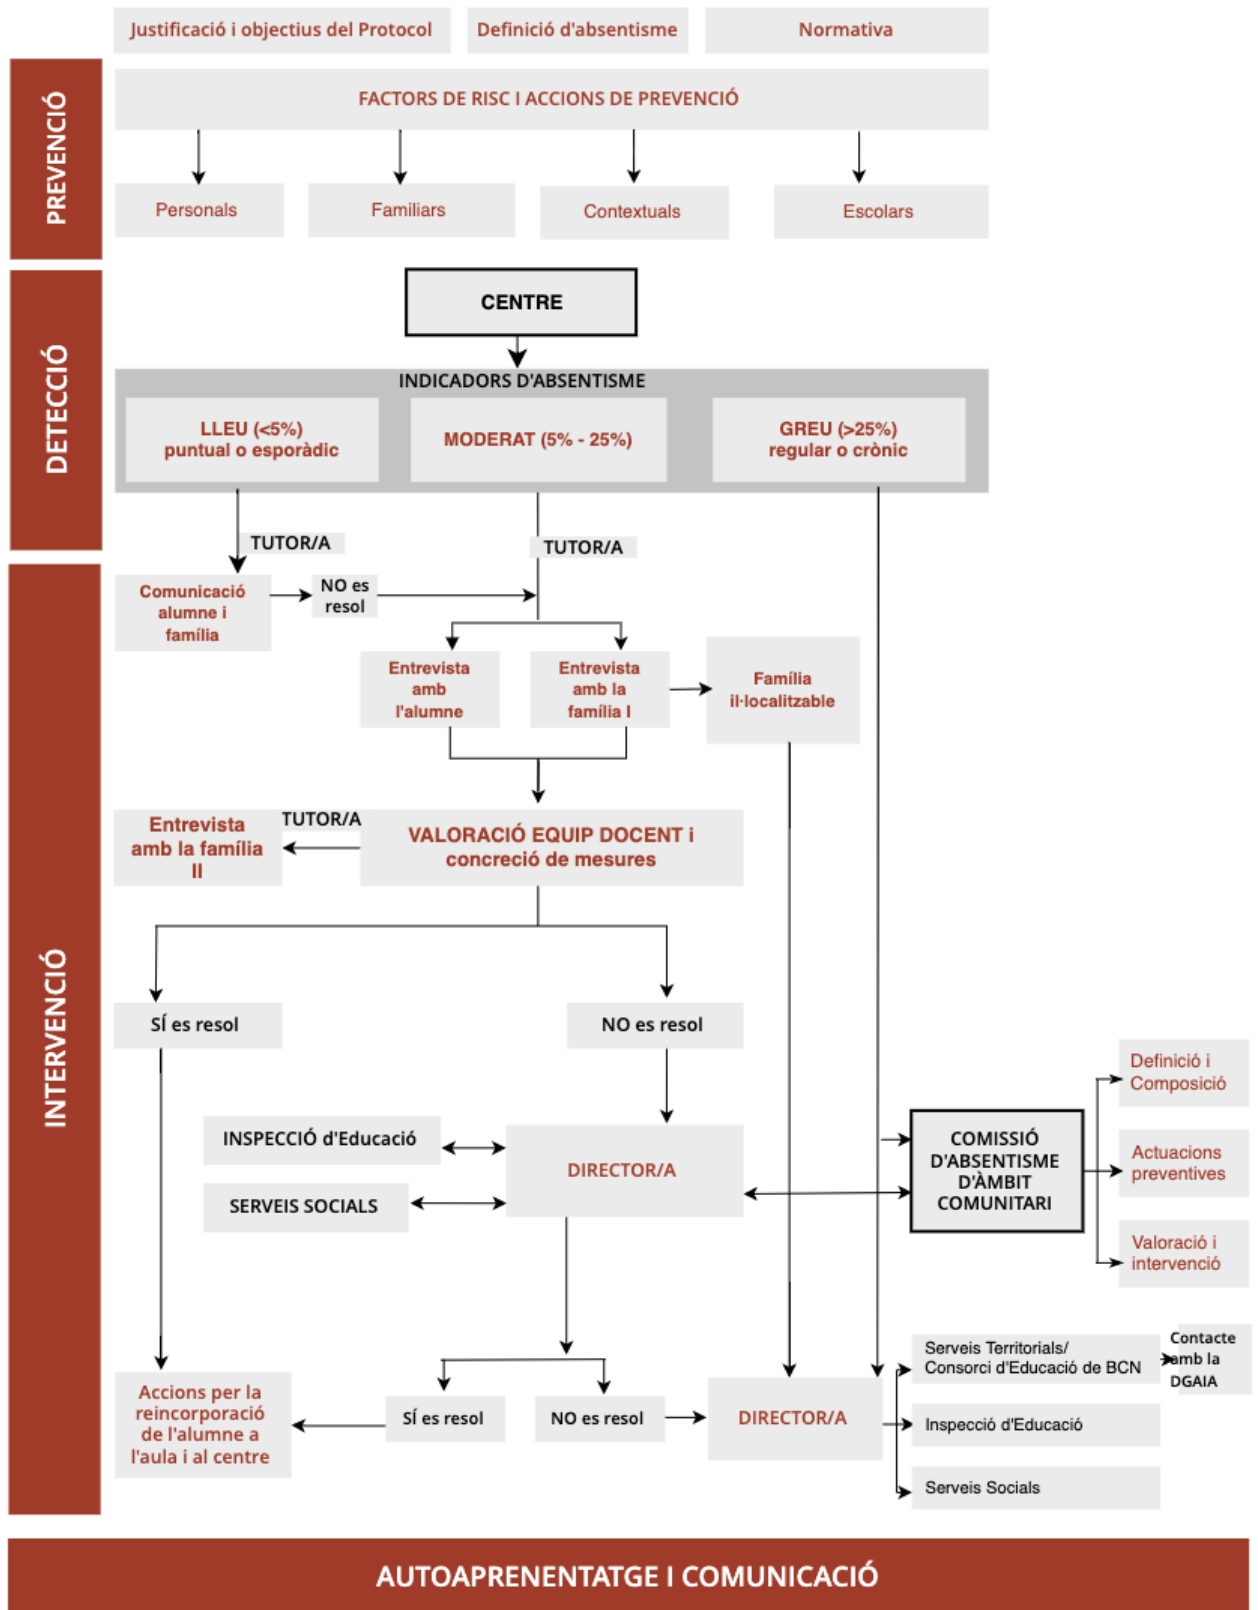 Justificació i objectius del Protocol
Definició d'absentisme
Normativa
PREVENCIÓ
FACTORS DE RISC I ACCIONS DE PREVENCIÓ
Personals
Familiars
Contextuals
Escolars
DETECCIÓ
CENTRE
INDICADORS D'ABSENTISME
LLEU (<5%)
puntual o esporàdic
MODERAT (5% - 25%)
GREU (>25%)
regular o crònic
TUTOR/A
TUTOR/A
INTERVENCIÓ
Comunicació
alumne i
família
NO es
resol
Entrevista
amb
l'alumne
Entrevista
amb la
família I
Família
il·localitzable
Entrevista
amb la família
II
TUTOR/A
VALORACIÓ EQUIP DOCENT i
concreció de mesures
SÍ es resol
NO es resol
INSPECCIÓ d'Educació
SERVEIS SOCIALS
DIRECTOR/A
COMISSIÓ
D'ABSENTISME
D'ÀMBIT
COMUNITARI
Definició i
Composició
Actuacions
preventives
Valoració i
intervenció
Accions per la
reincorporació
de l'alumne a
l'aula i al centre
SÍ es resol
NO es resol
DIRECTOR/A
Serveis Territorials/
Consorci d'Educació de BCN
Contacte
amb la
DGAIA
Inspecció d'Educació
Serveis Socials
AUTOAPRENENTATGE I COMUNICACIÓ